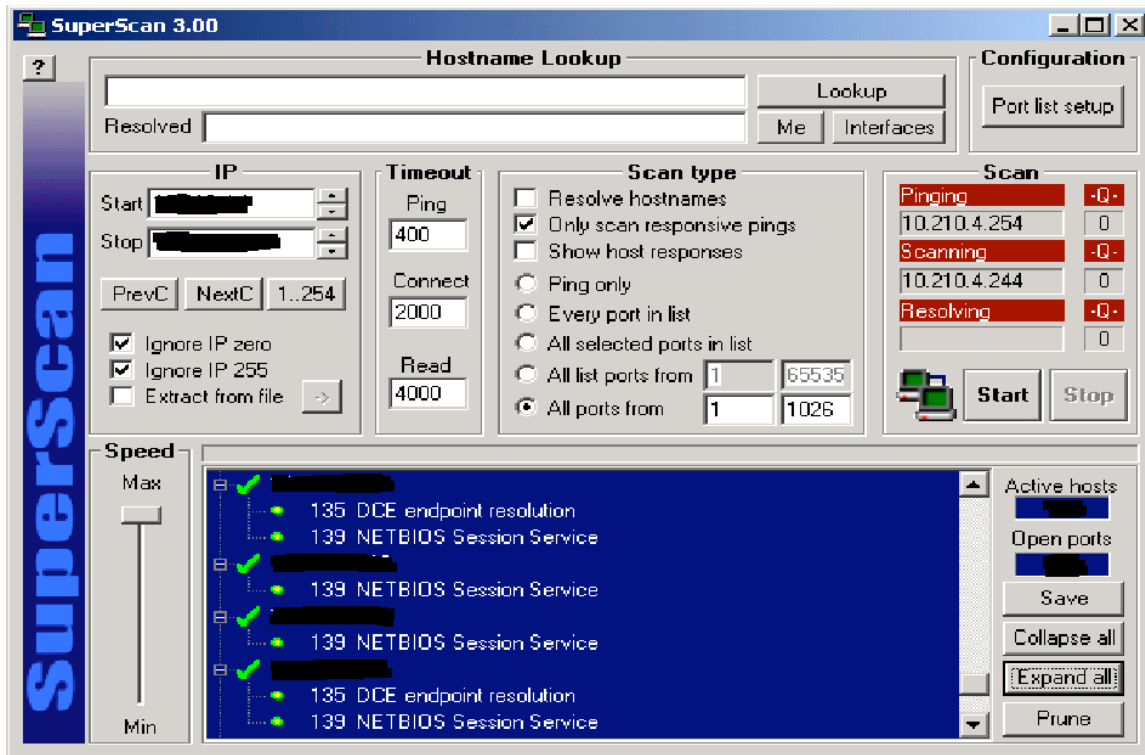 SuperScan 3.00
?
SuperScan
Hostname Lookup
Lookup
Resolved
Me
Interfaces
Configuration
Port list setup
IP
Start
Stop
PrevC
NextC
1..254
Ignore IP zero
Ignore IP 255
Extract from file
->
Timeout
Ping
400
Connect
2000
Read
4000
Scan type
Resolve hostnames
Only scan responsive pings
Show host responses
Ping only
Every port in list
All selected ports in list
All list ports from 1 65535
All ports from 1 1026
Scan
Pinging -Q-
10.210.4.254 0
Scanning -Q-
10.210.4.244 0
Resolving -Q-
0
Start
Stop
Speed
Max
Min
135 DCE endpoint resolution
139 NETBIOS Session Service
139 NETBIOS Session Service
139 NETBIOS Session Service
135 DCE endpoint resolution
139 NETBIOS Session Service
Active hosts
Open ports
Save
Collapse all
Expand all
Prune